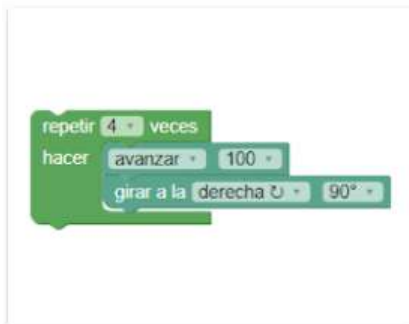 repetir 4 veces
hacer avanzar 100
girar a la derecha ↻ 90°